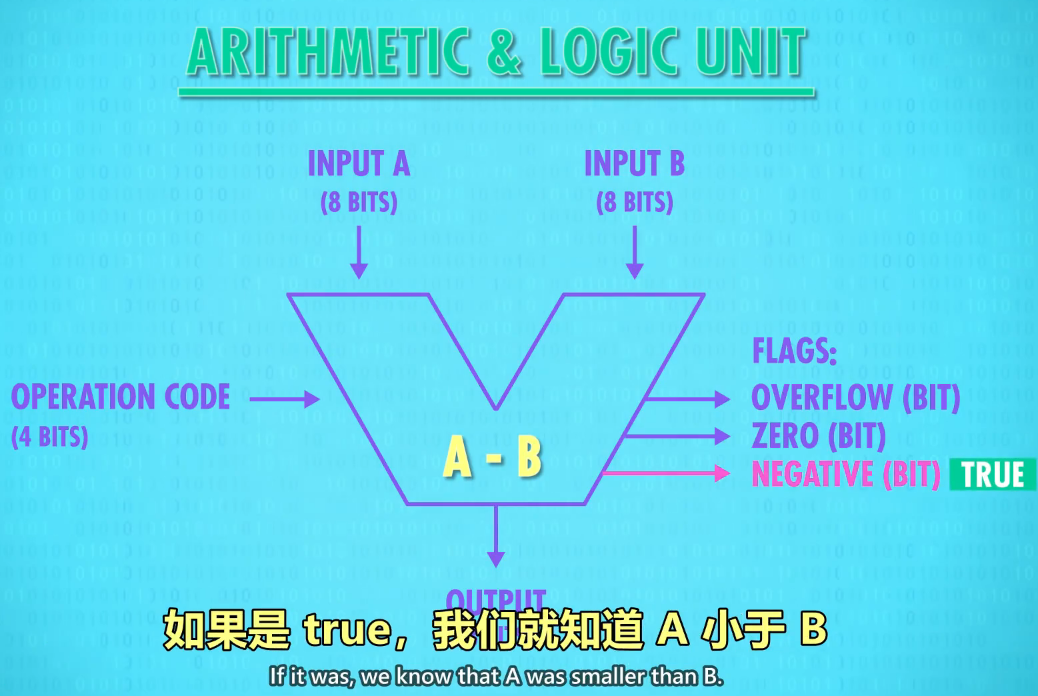 ARITHMETIC & LOGIC UNIT
INPUT A
(8 BITS)
INPUT B
(8 BITS)
OPERATION CODE
(4 BITS)
A - B
FLAGS:
OVERFLOW (BIT)
ZERO (BIT)
NEGATIVE (BIT) TRUE
OUTPUT
如果是 true，我们就知道 A 小于 B
If it was, we know that A was smaller than B.